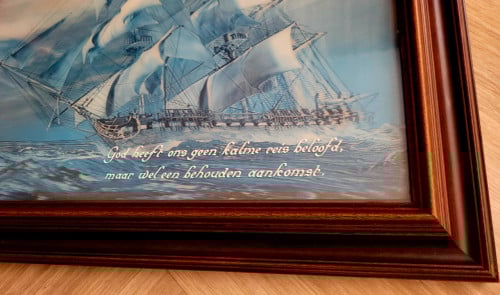 God heeft ons geen kalme reis beloofd,
maar wel een behouden aankomst.